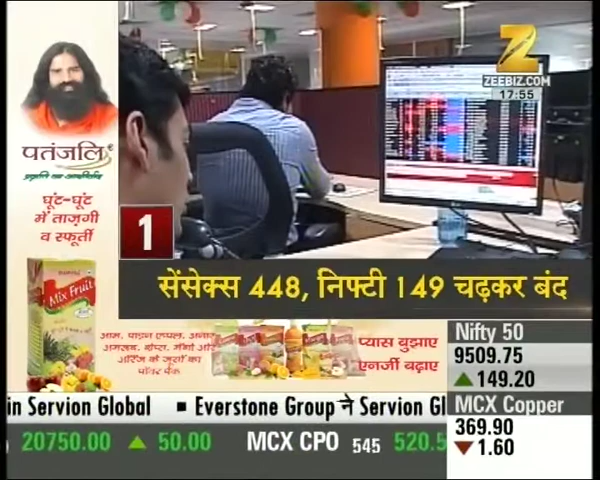 ZEEBIZ.COM
17:55
पतंजलि
घूंट-घूंट
में ताज़गी
व स्फूर्ती
Mix Fruit
1
सेंसेक्स 448, निफ्टी 149 चढ़कर बंद
प्यास बुझाए
एनर्जी बढ़ाए
Nifty 50
9509.75
149.20
MCX Copper
369.90
1.60
in Servion Global ■ Everstone Group ने Servion Gl
20750.00 50.00 MCX CPO 545 520.5